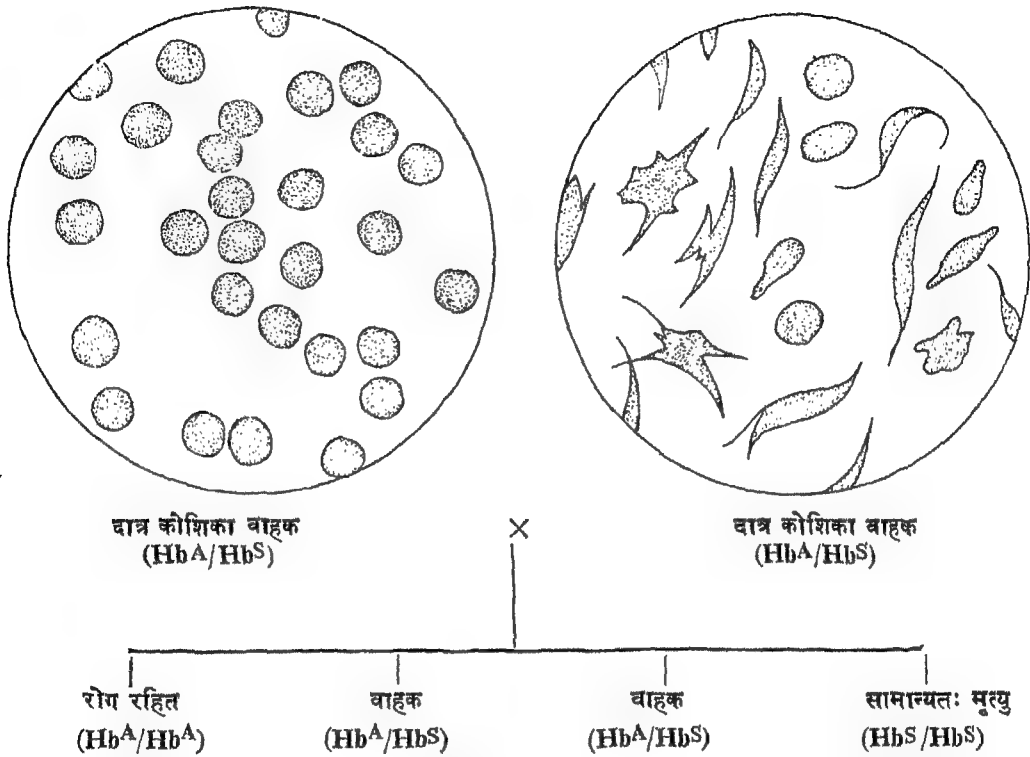 दात्र कोशिका वाहक × दात्र कोशिका वाहक
(HbA/HbS) (HbA/HbS)
रोग रहित वाहक वाहक सामान्यतः मृत्यु
(HbA/HbA) (HbA/HbS) (HbA/HbS) (HbS/HbS)